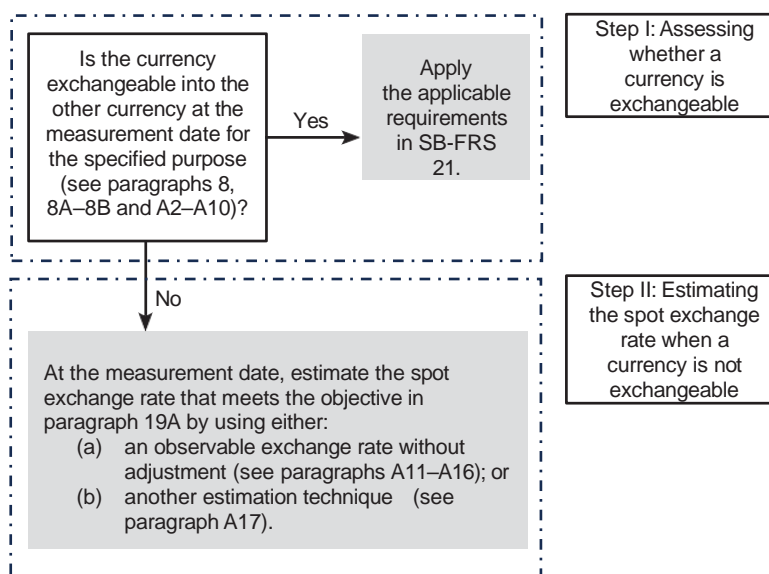 Is the currency
exchangeable into the
other currency at the
measurement date for
the specified purpose
(see paragraphs 8,
8A–8B and A2–A10)?
Yes
Apply
the applicable
requirements
in SB-FRS
21.
Step I: Assessing
whether a
currency is
exchangeable
No
At the measurement date, estimate the spot
exchange rate that meets the objective in
paragraph 19A by using either:
(a) an observable exchange rate without
adjustment (see paragraphs A11–A16); or
(b) another estimation technique (see
paragraph A17).
Step II: Estimating
the spot exchange
rate when a
currency is not
exchangeable